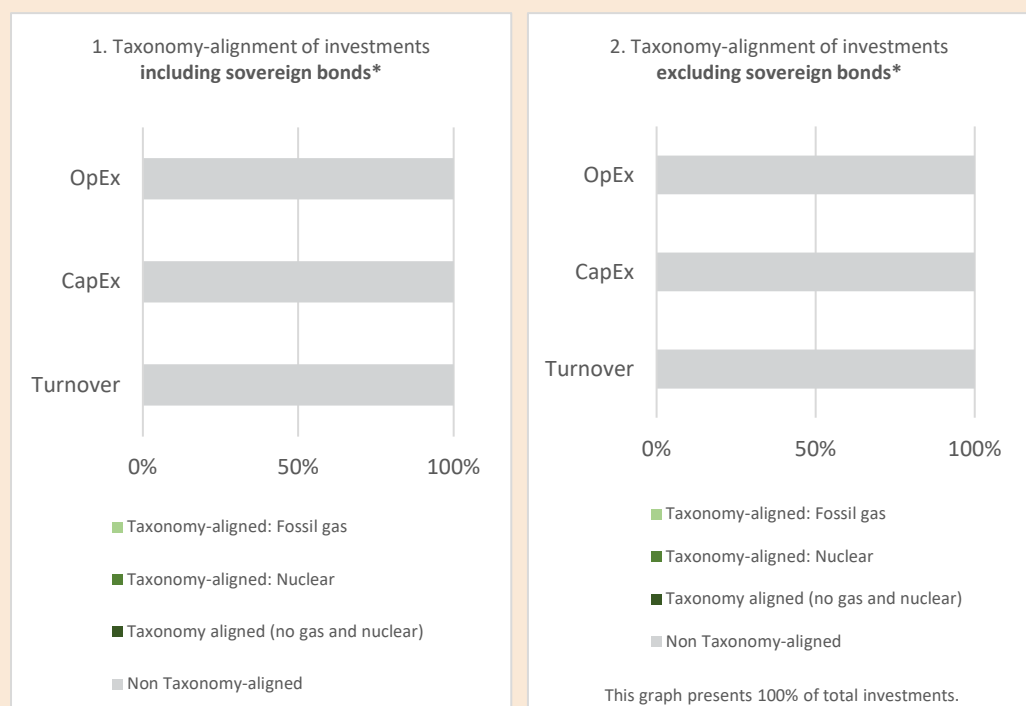 1. Taxonomy-alignment of investments
including sovereign bonds*
OpEx
CapEx
Turnover
0%
50%
100%
Taxonomy-aligned: Fossil gas
Taxonomy-aligned: Nuclear
Taxonomy aligned (no gas and nuclear)
Non Taxonomy-aligned
2. Taxonomy-alignment of investments
excluding sovereign bonds*
OpEx
CapEx
Turnover
0%
50%
100%
Taxonomy-aligned: Fossil gas
Taxonomy-aligned: Nuclear
Taxonomy aligned (no gas and nuclear)
Non Taxonomy-aligned
This graph presents 100% of total investments.